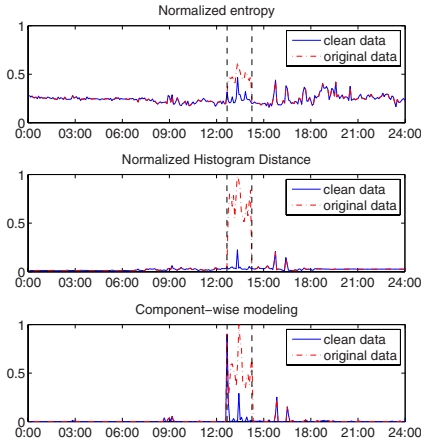 Normalized entropy
1
0.5
0
clean data
original data
0:00 03:00 06:00 09:00 12:00 15:00 18:00 21:00 24:00
Normalized Histogram Distance
1
0.5
0
clean data
original data
0:00 03:00 06:00 09:00 12:00 15:00 18:00 21:00 24:00
Component-wise modeling
1
0.5
0
clean data
original data
0:00 03:00 06:00 09:00 12:00 15:00 18:00 21:00 24:00